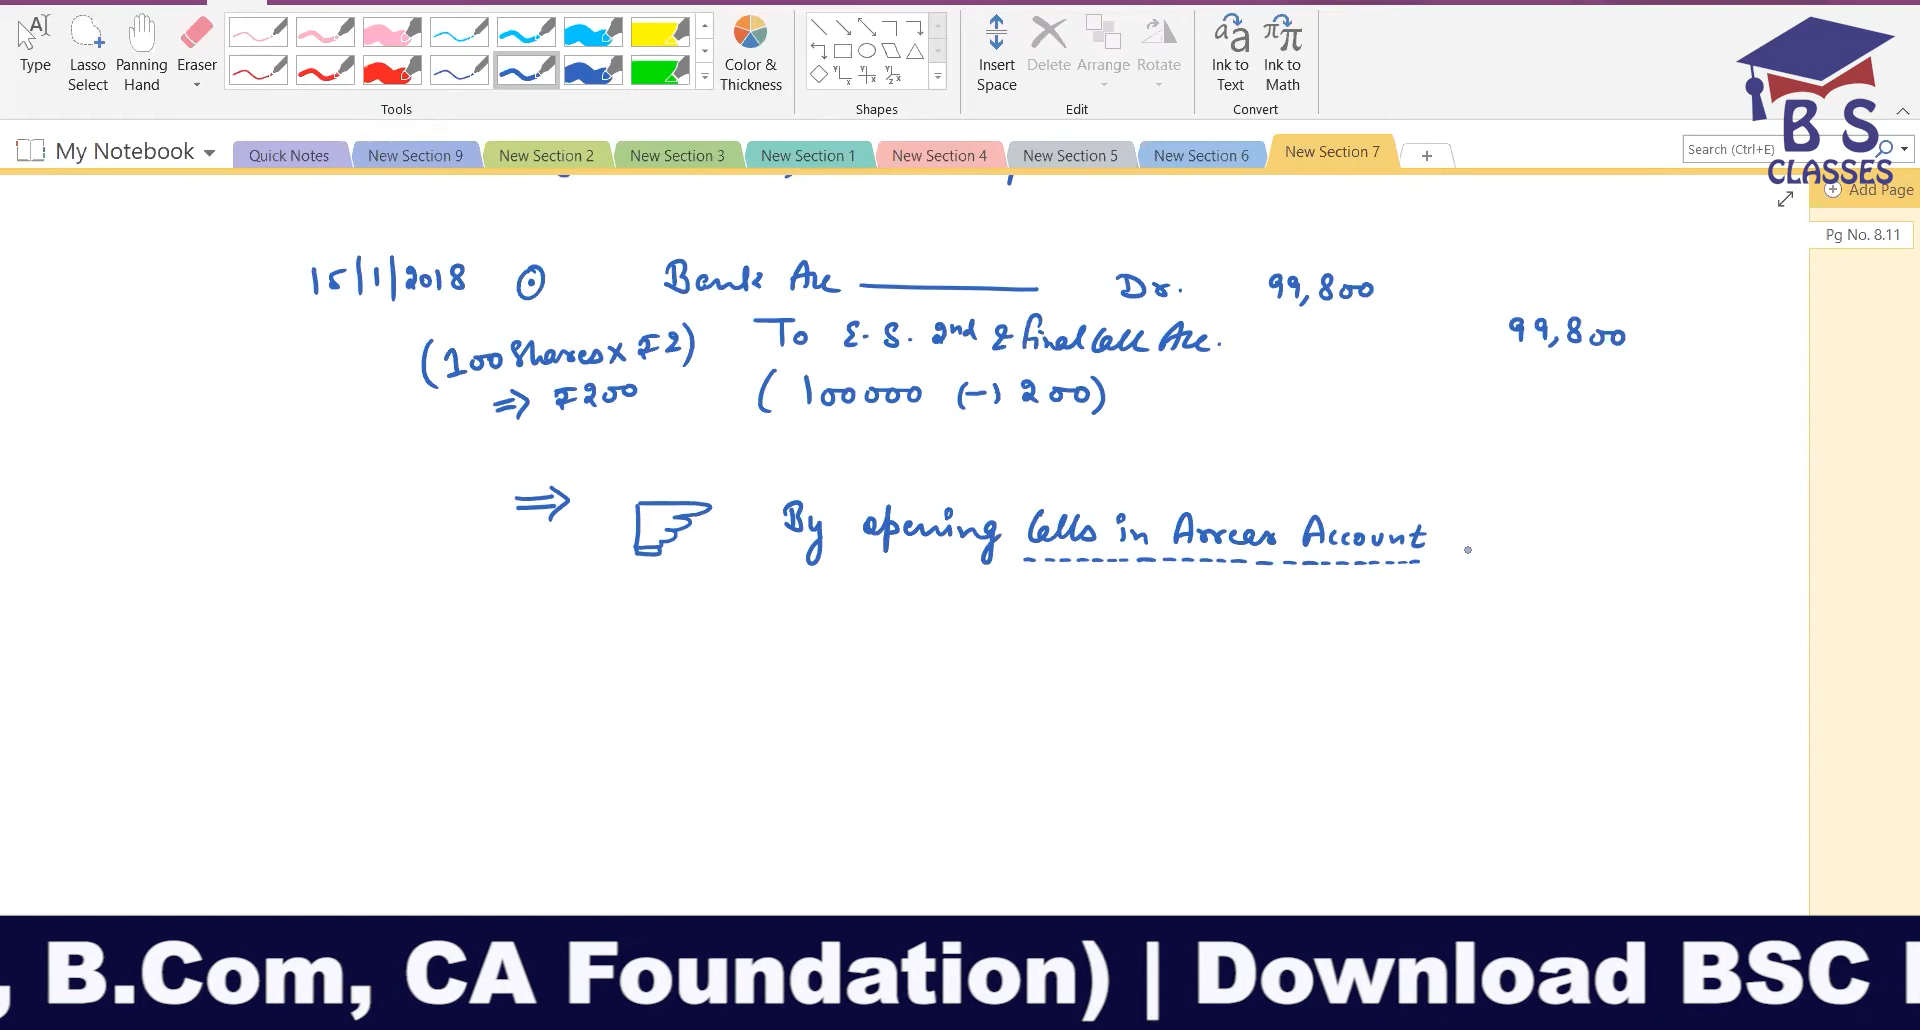 Type
Lasso Select
Panning Hand
Eraser
Color & Thickness
Insert Space
Delete
Arrange
Rotate
Ink to Text
Ink to Math
Tools
Shapes
Edit
Convert
B S
CLASSES
My Notebook
Quick Notes
New Section 9
New Section 2
New Section 3
New Section 1
New Section 4
New Section 5
New Section 6
New Section 7
Search (Ctrl+E)
Add Page
Pg No. 8.11
15/1/2018 Bank A/c Dr. 99,800
To E.S. 2nd & final Call A/c. 99,800
(100 Shares x ₹2)
⇒ ₹200 (100000 (-) 200)
⇒ By opening Calls in Arrear Account
, B.Com, CA Foundation) | Download BSC